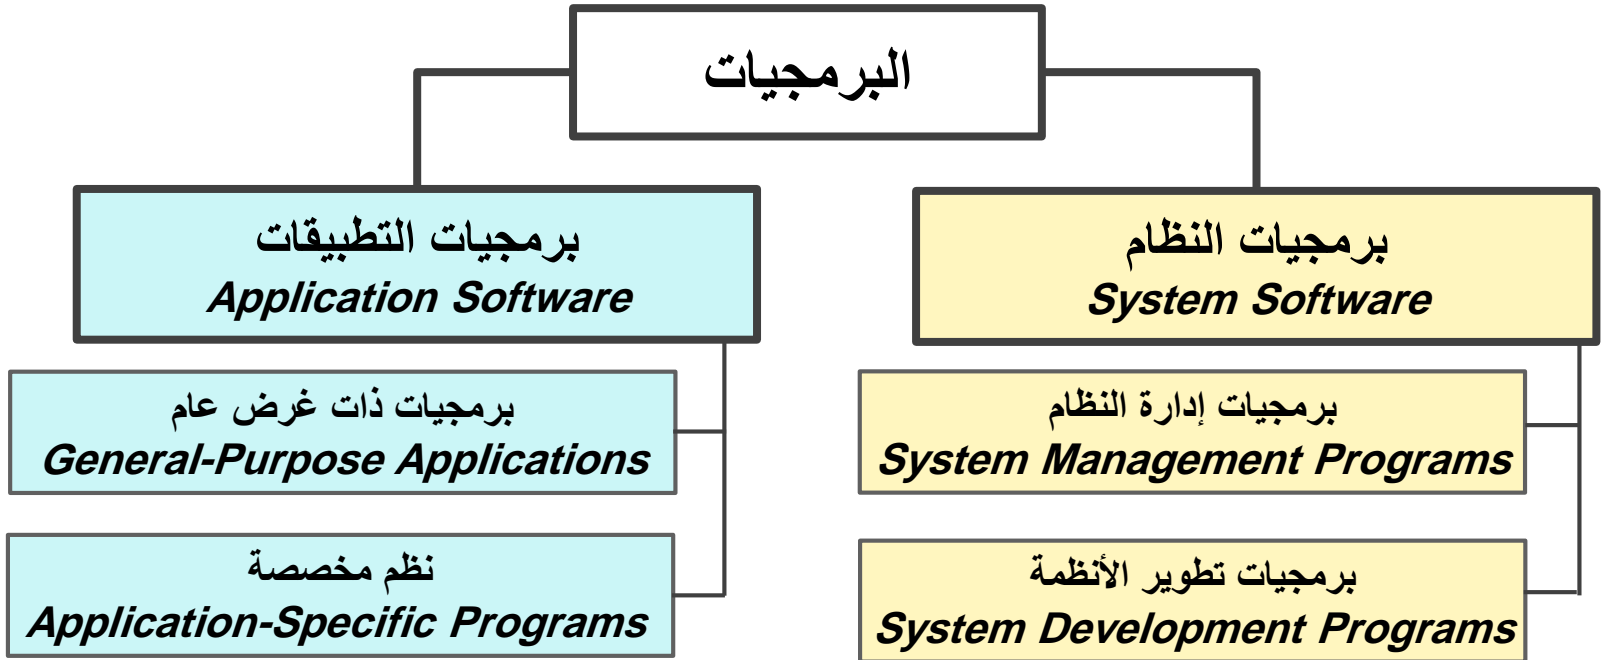 البرمجيات
برمجيات النظام
System Software
برمجيات إدارة النظام
System Management Programs
برمجيات تطوير الأنظمة
System Development Programs
برمجيات التطبيقات
Application Software
برمجيات ذات غرض عام
General-Purpose Applications
نظم مخصصة
Application-Specific Programs